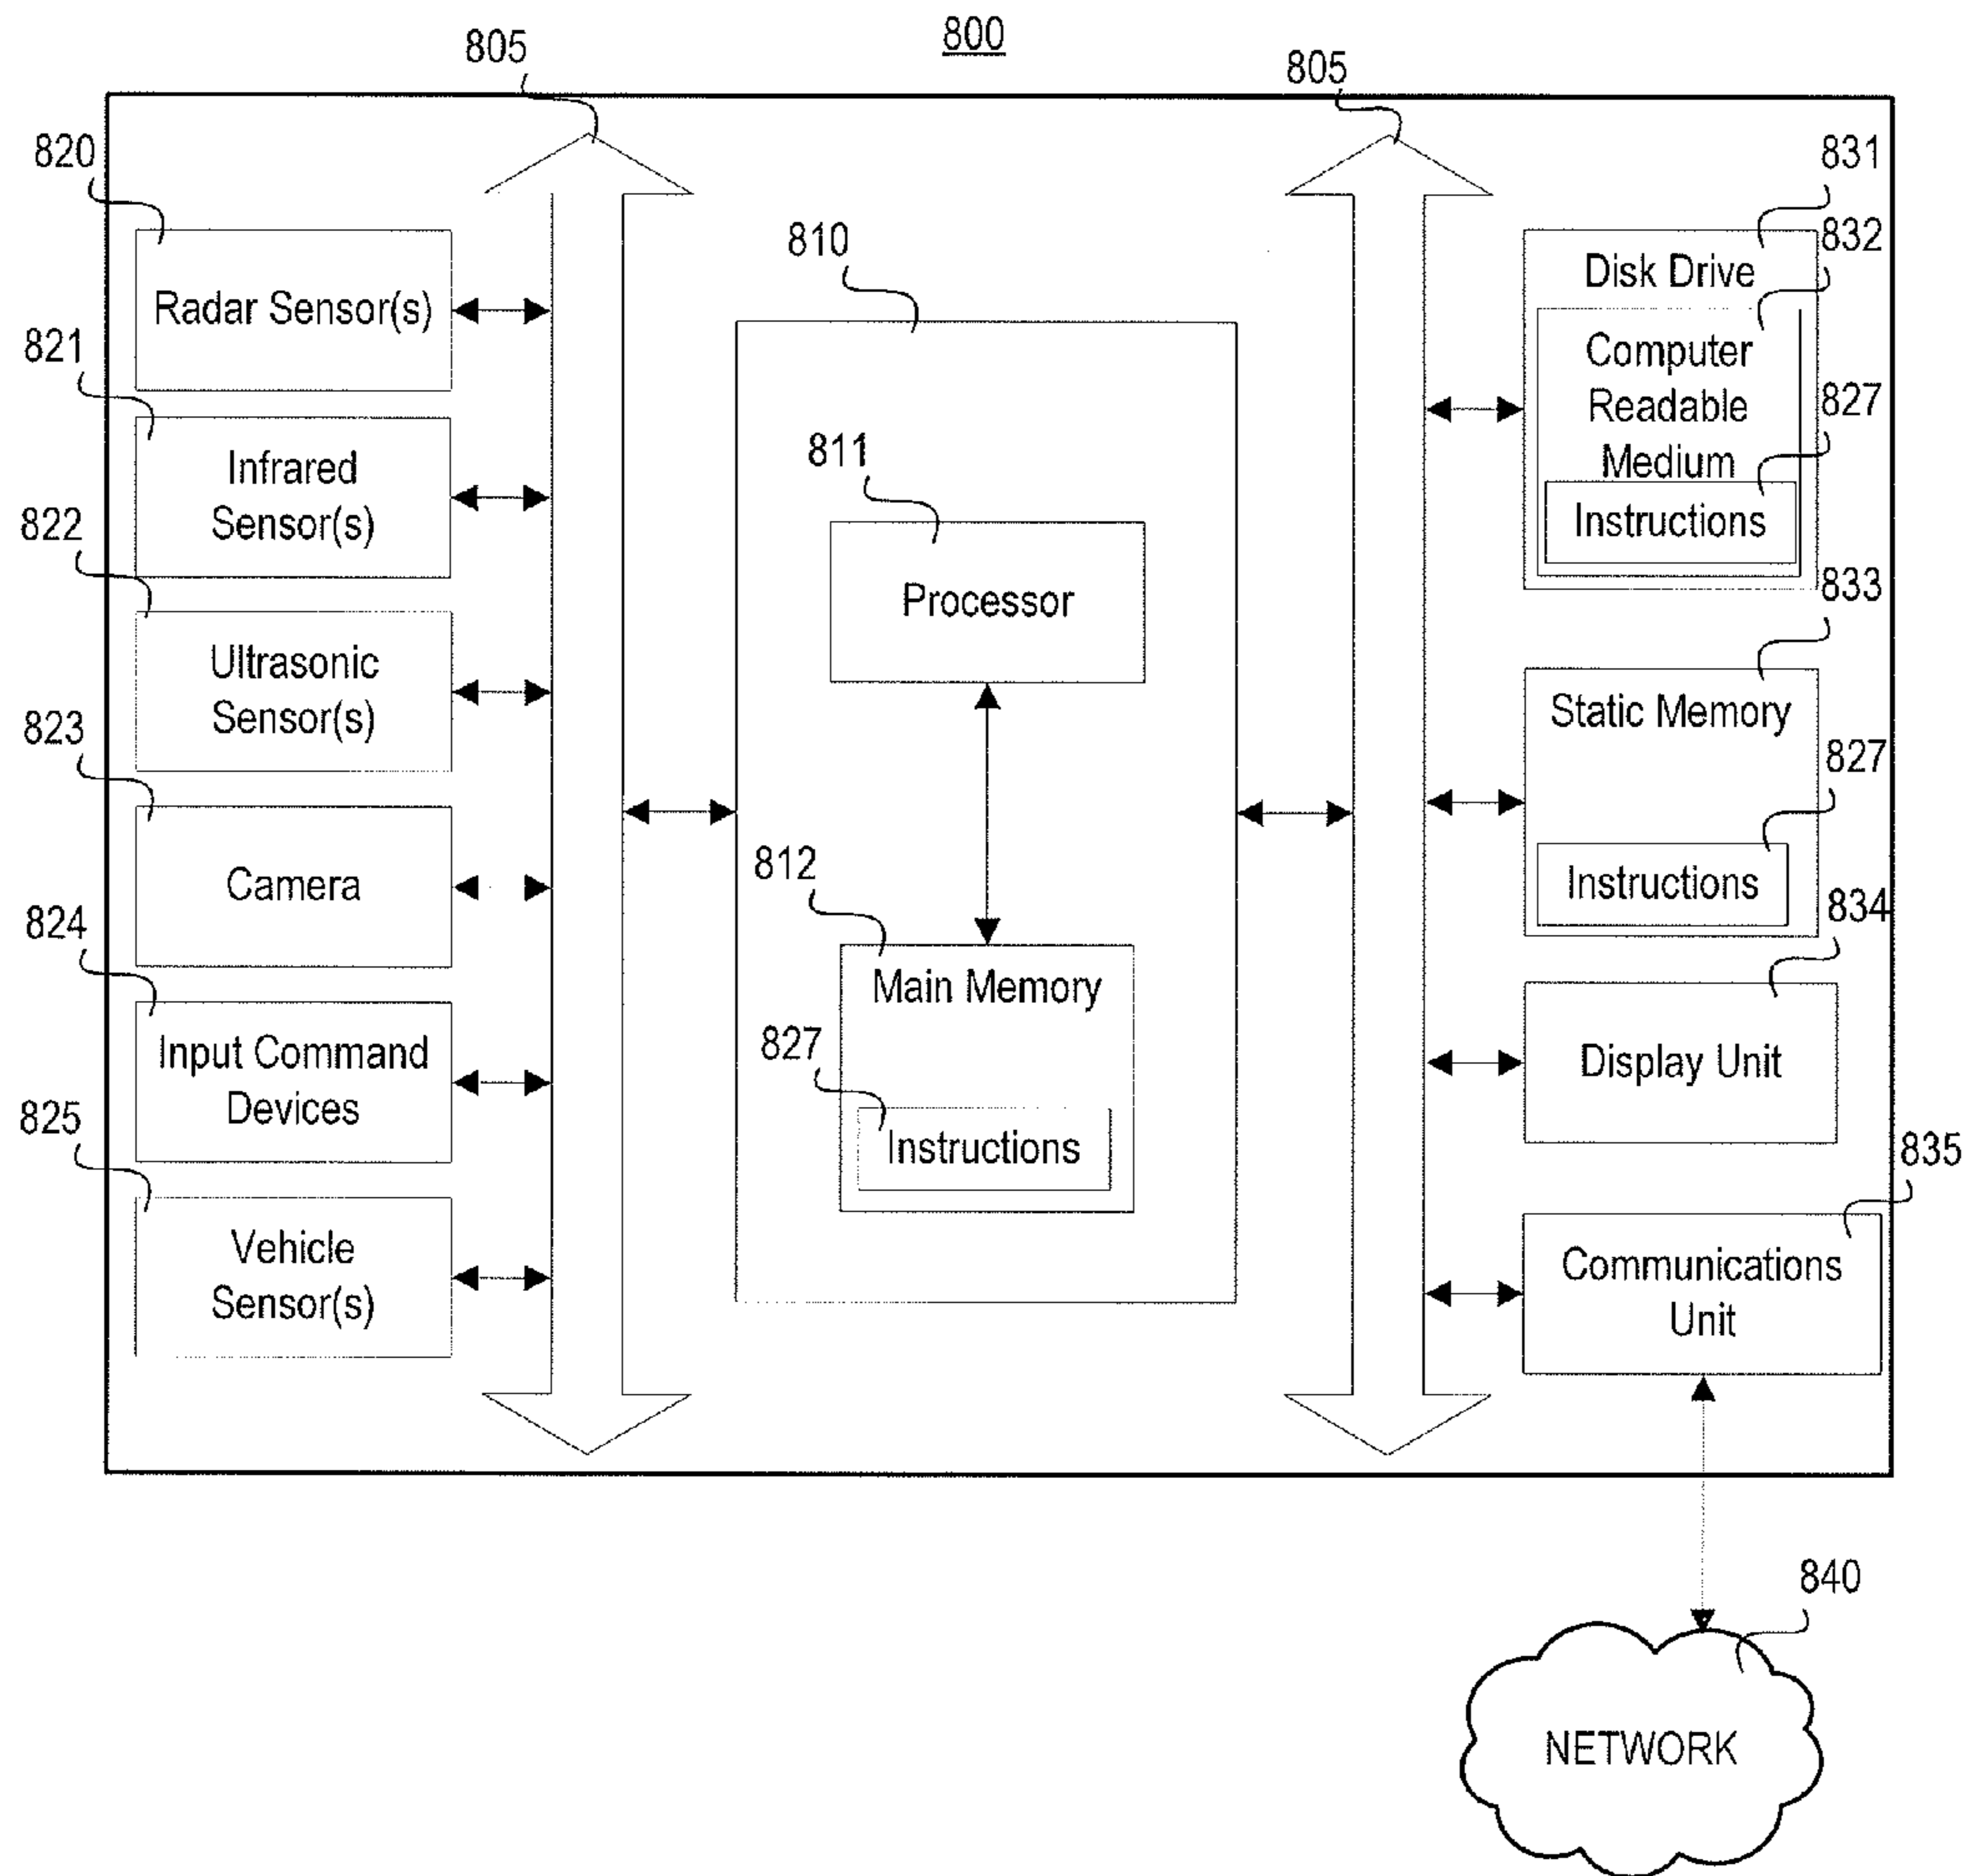 800
805
805
820
Radar Sensor(s)
821
Infrared
Sensor(s)
822
Ultrasonic
Sensor(s)
823
Camera
824
Input Command
Devices
825
Vehicle
Sensor(s)
810
811
Processor
812
Main Memory
827
Instructions
831
Disk Drive
832
Computer
Readable
Medium
827
Instructions
833
Static Memory
827
Instructions
834
Display Unit
835
Communications
Unit
840
NETWORK